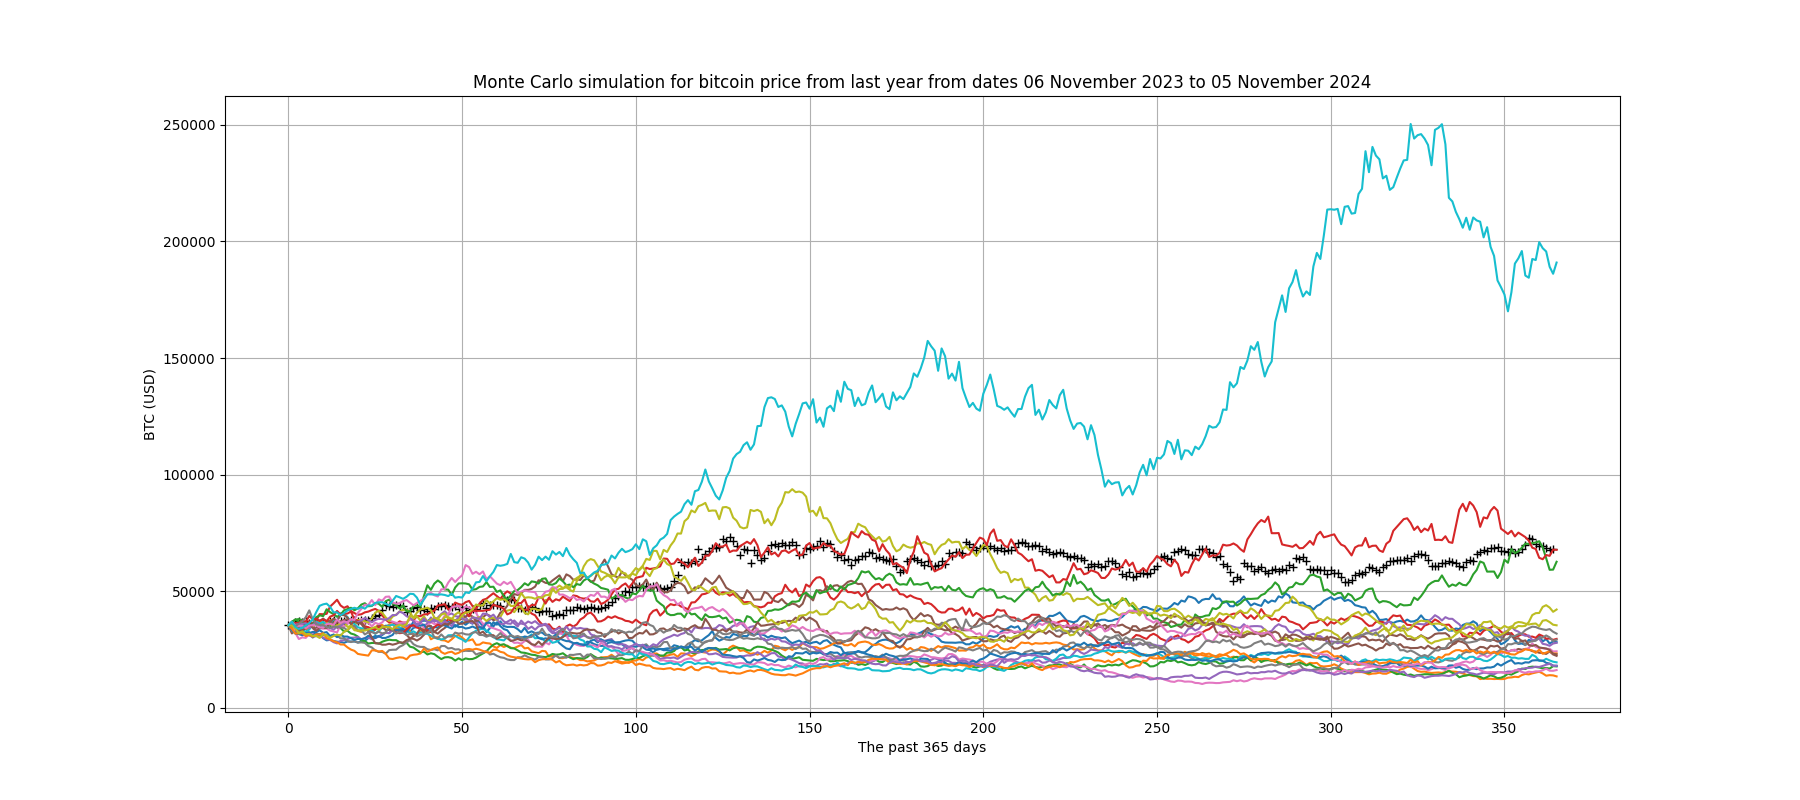 Monte Carlo simulation for bitcoin price from last year from dates 06 November 2023 to 05 November 2024
250000
200000
150000
100000
50000
0
BTC (USD)
0 50 100 150 200 250 300 350
The past 365 days